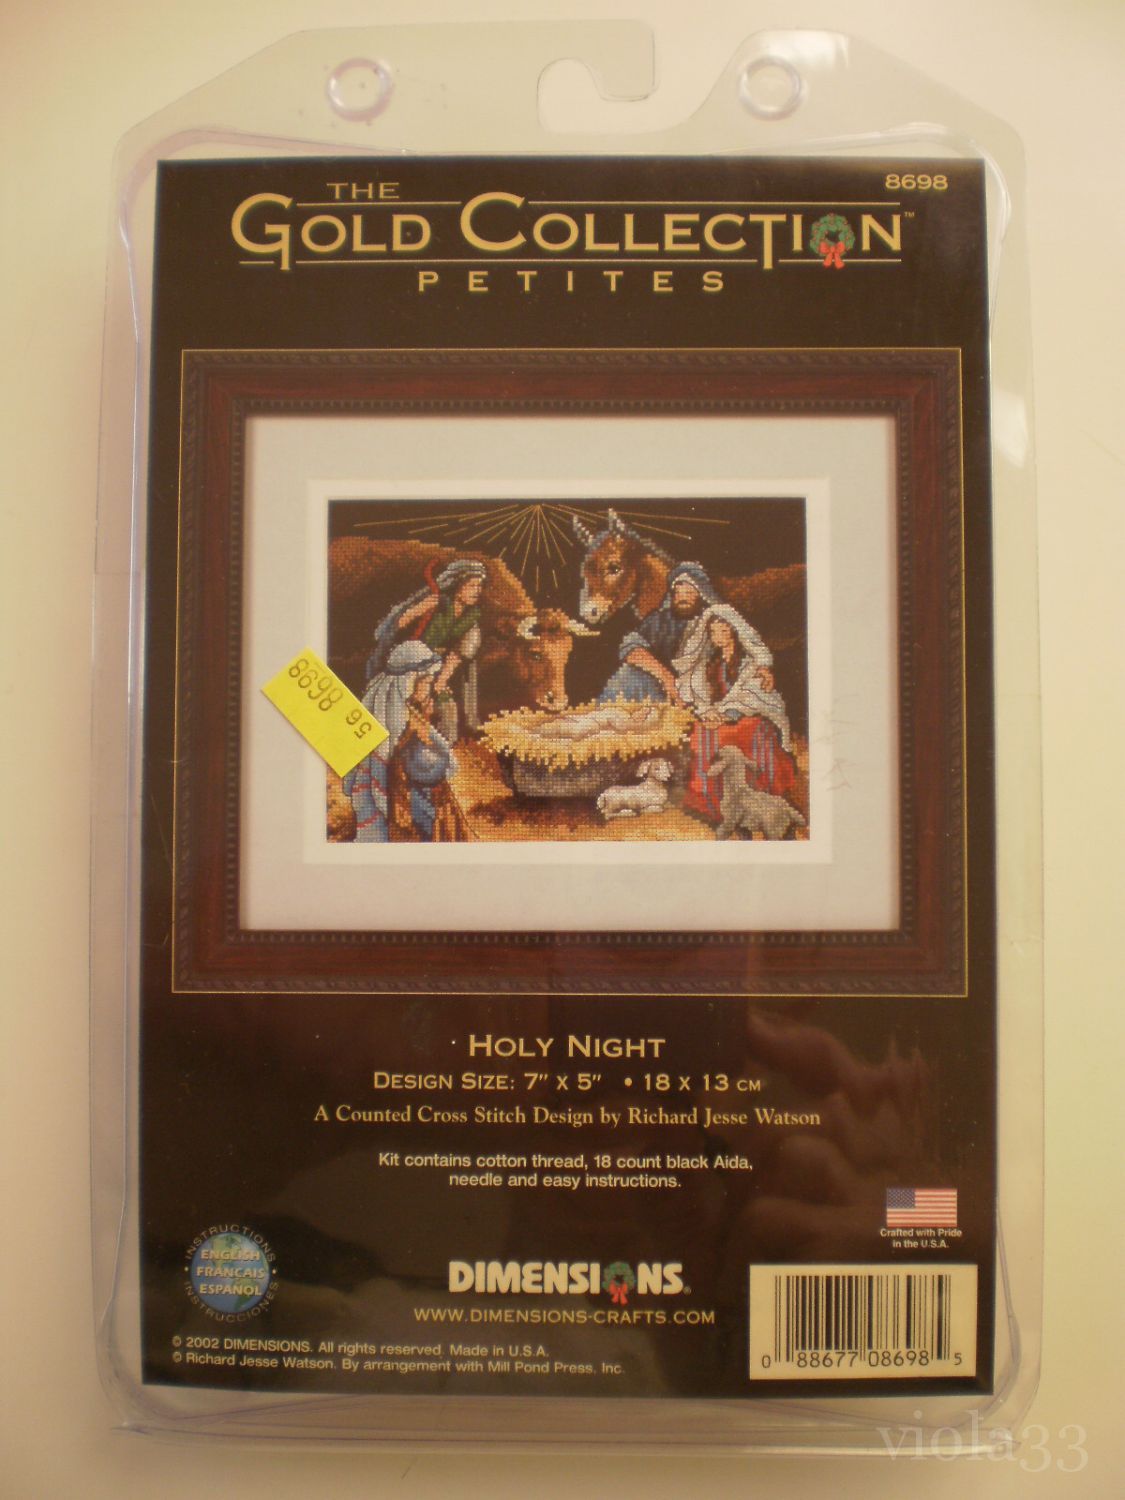 8698
THE
GOLD COLLECTION™
PETITES
8698
56
HOLY NIGHT
DESIGN SIZE: 7" X 5" • 18 X 13 CM
A Counted Cross Stitch Design by Richard Jesse Watson
Kit contains cotton thread, 18 count black Aida,
needle and easy instructions.
Crafted with Pride
in the U.S.A.
INSTRUCTIONS
ENGLISH
FRANCAIS
ESPAÑOL
INSTRUCCIONES
DIMENSIONS®
WWW.DIMENSIONS-CRAFTS.COM
© 2002 DIMENSIONS. All rights reserved. Made in U.S.A.
© Richard Jesse Watson. By arrangement with Mill Pond Press, Inc.
0 88677 08698 5
viola33